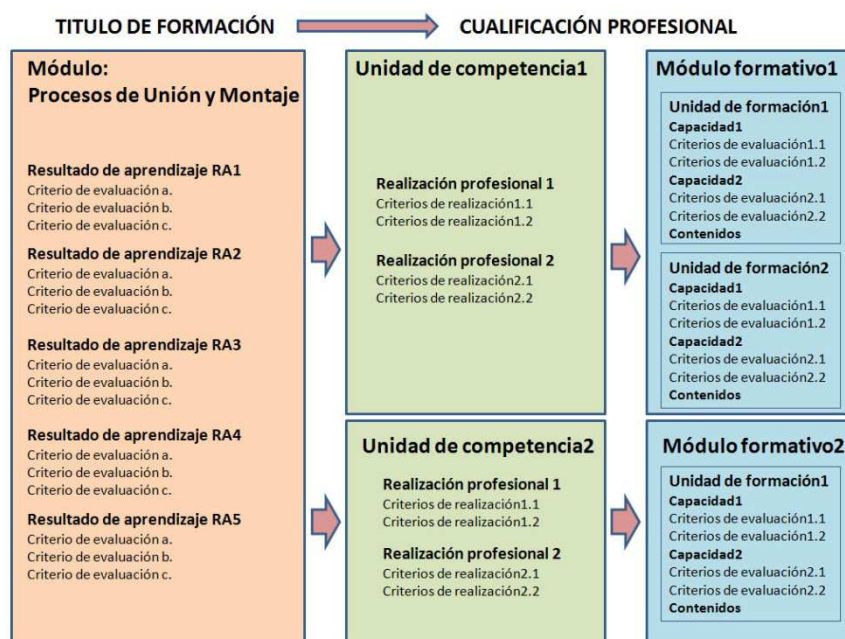 TITULO DE FORMACIÓN
CUALIFICACIÓN PROFESIONAL
Módulo:
Procesos de Unión y Montaje
Resultado de aprendizaje RA1
Criterio de evaluación a.
Criterio de evaluación b.
Criterio de evaluación c.
Resultado de aprendizaje RA2
Criterio de evaluación a.
Criterio de evaluación b.
Criterio de evaluación c.
Resultado de aprendizaje RA3
Criterio de evaluación a.
Criterio de evaluación b.
Criterio de evaluación c.
Resultado de aprendizaje RA4
Criterio de evaluación a.
Criterio de evaluación b.
Criterio de evaluación c.
Resultado de aprendizaje RA5
Criterio de evaluación a.
Criterio de evaluación b.
Criterio de evaluación c.
Unidad de competencia1
Realización profesional 1
Criterios de realización1.1
Criterios de realización1.2
Realización profesional 2
Criterios de realización2.1
Criterios de realización2.2
Unidad de competencia2
Realización profesional 1
Criterios de realización1.1
Criterios de realización1.2
Realización profesional 2
Criterios de realización2.1
Criterios de realización2.2
Módulo formativo1
Unidad de formación1
Capacidad1
Criterios de evaluación1.1
Criterios de evaluación1.2
Capacidad2
Criterios de evaluación2.1
Criterios de evaluación2.2
Contenidos
Unidad de formación2
Capacidad1
Criterios de evaluación1.1
Criterios de evaluación1.2
Capacidad2
Criterios de evaluación2.1
Criterios de evaluación2.2
Contenidos
Módulo formativo2
Unidad de formación1
Capacidad1
Criterios de evaluación1.1
Criterios de evaluación1.2
Capacidad2
Criterios de evaluación2.1
Criterios de evaluación2.2
Contenidos